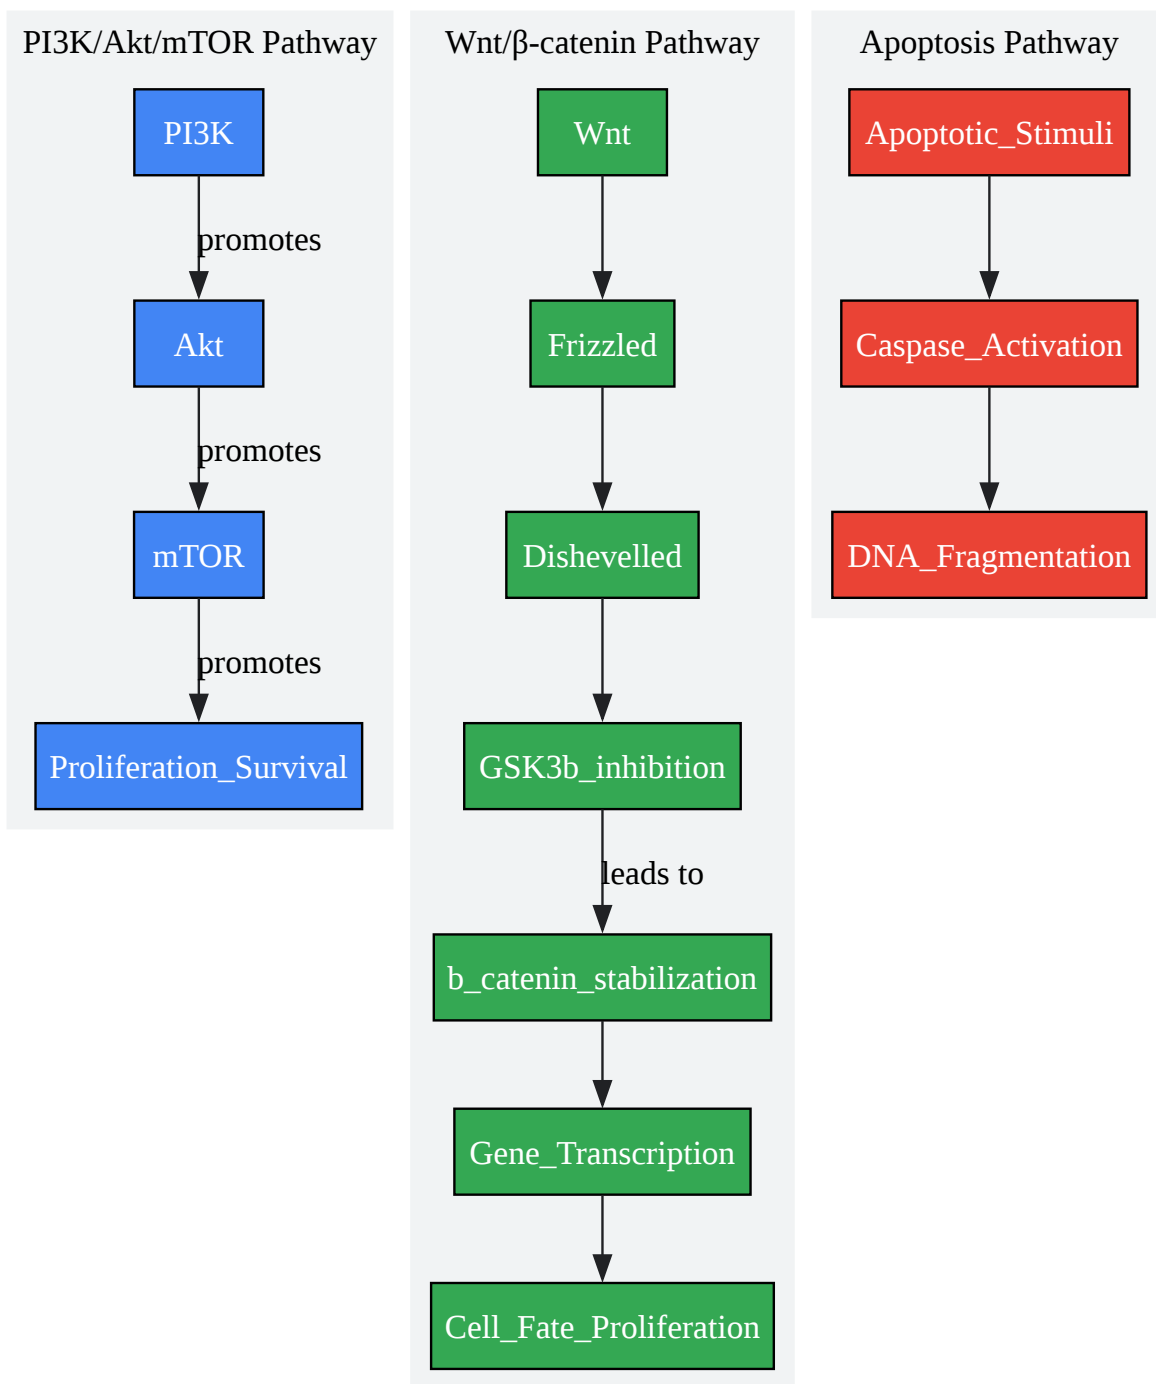 PI3K/Akt/mTOR Pathway
PI3K
promotes
Akt
promotes
mTOR
promotes
Proliferation_Survival
Wnt/β-catenin Pathway
Wnt
Frizzled
Dishevelled
GSK3b_inhibition
leads to
b_catenin_stabilization
Gene_Transcription
Cell_Fate_Proliferation
Apoptosis Pathway
Apoptotic_Stimuli
Caspase_Activation
DNA_Fragmentation